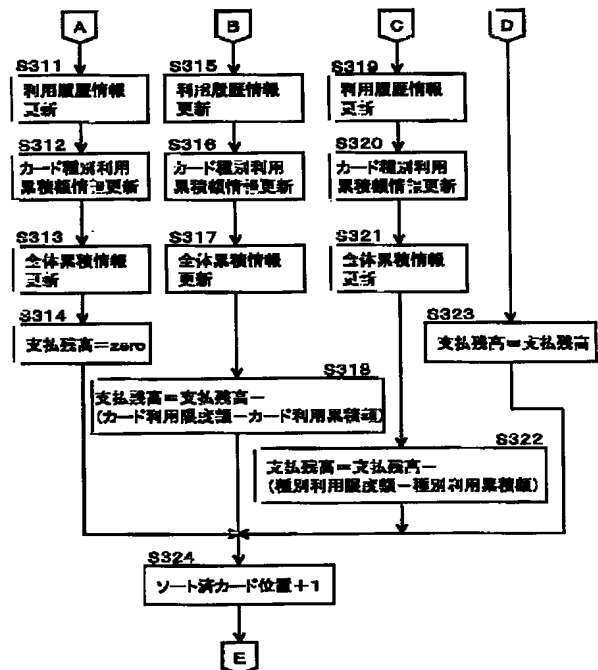 A
B
C
D
S311
利用履歴情報
更新
S315
利用履歴情報
更新
S319
利用履歴情報
更新
S312
カード種別利用
累積額情報更新
S316
カード種別利用
累積額情報更新
S320
カード種別利用
累積額情報更新
S313
全体累積情報
更新
S317
全体累積情報
更新
S321
全体累積情報
更新
S314
支払残高=zero
S323
支払残高=支払残高
S318
支払残高=支払残高-
(カード利用限度額-カード利用累積額)
S322
支払残高=支払残高-
(種別利用限度額-種別利用累積額)
S324
ソート済カード位置+1
E